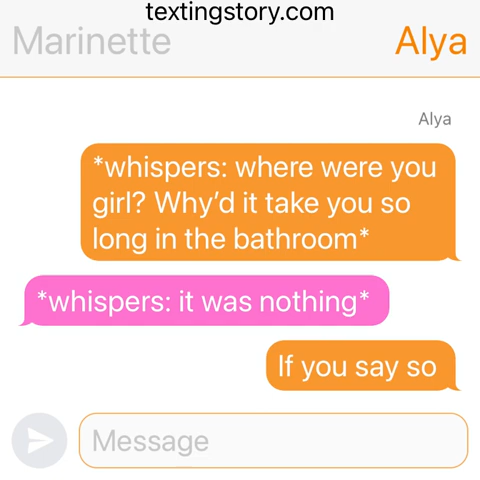 textingstory.com
Marinette Alya
Alya
*whispers: where were you
girl? Why’d it take you so
long in the bathroom*
*whispers: it was nothing*
If you say so
Message